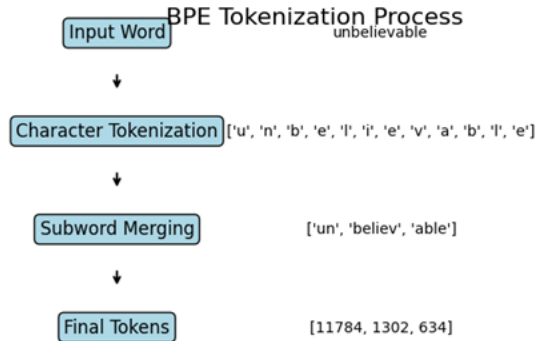 BPE Tokenization Process
Input Word unbelievable
Character Tokenization ['u', 'n', 'b', 'e', 'l', 'i', 'e', 'v', 'a', 'b', 'l', 'e']
Subword Merging ['un', 'believ', 'able']
Final Tokens [11784, 1302, 634]